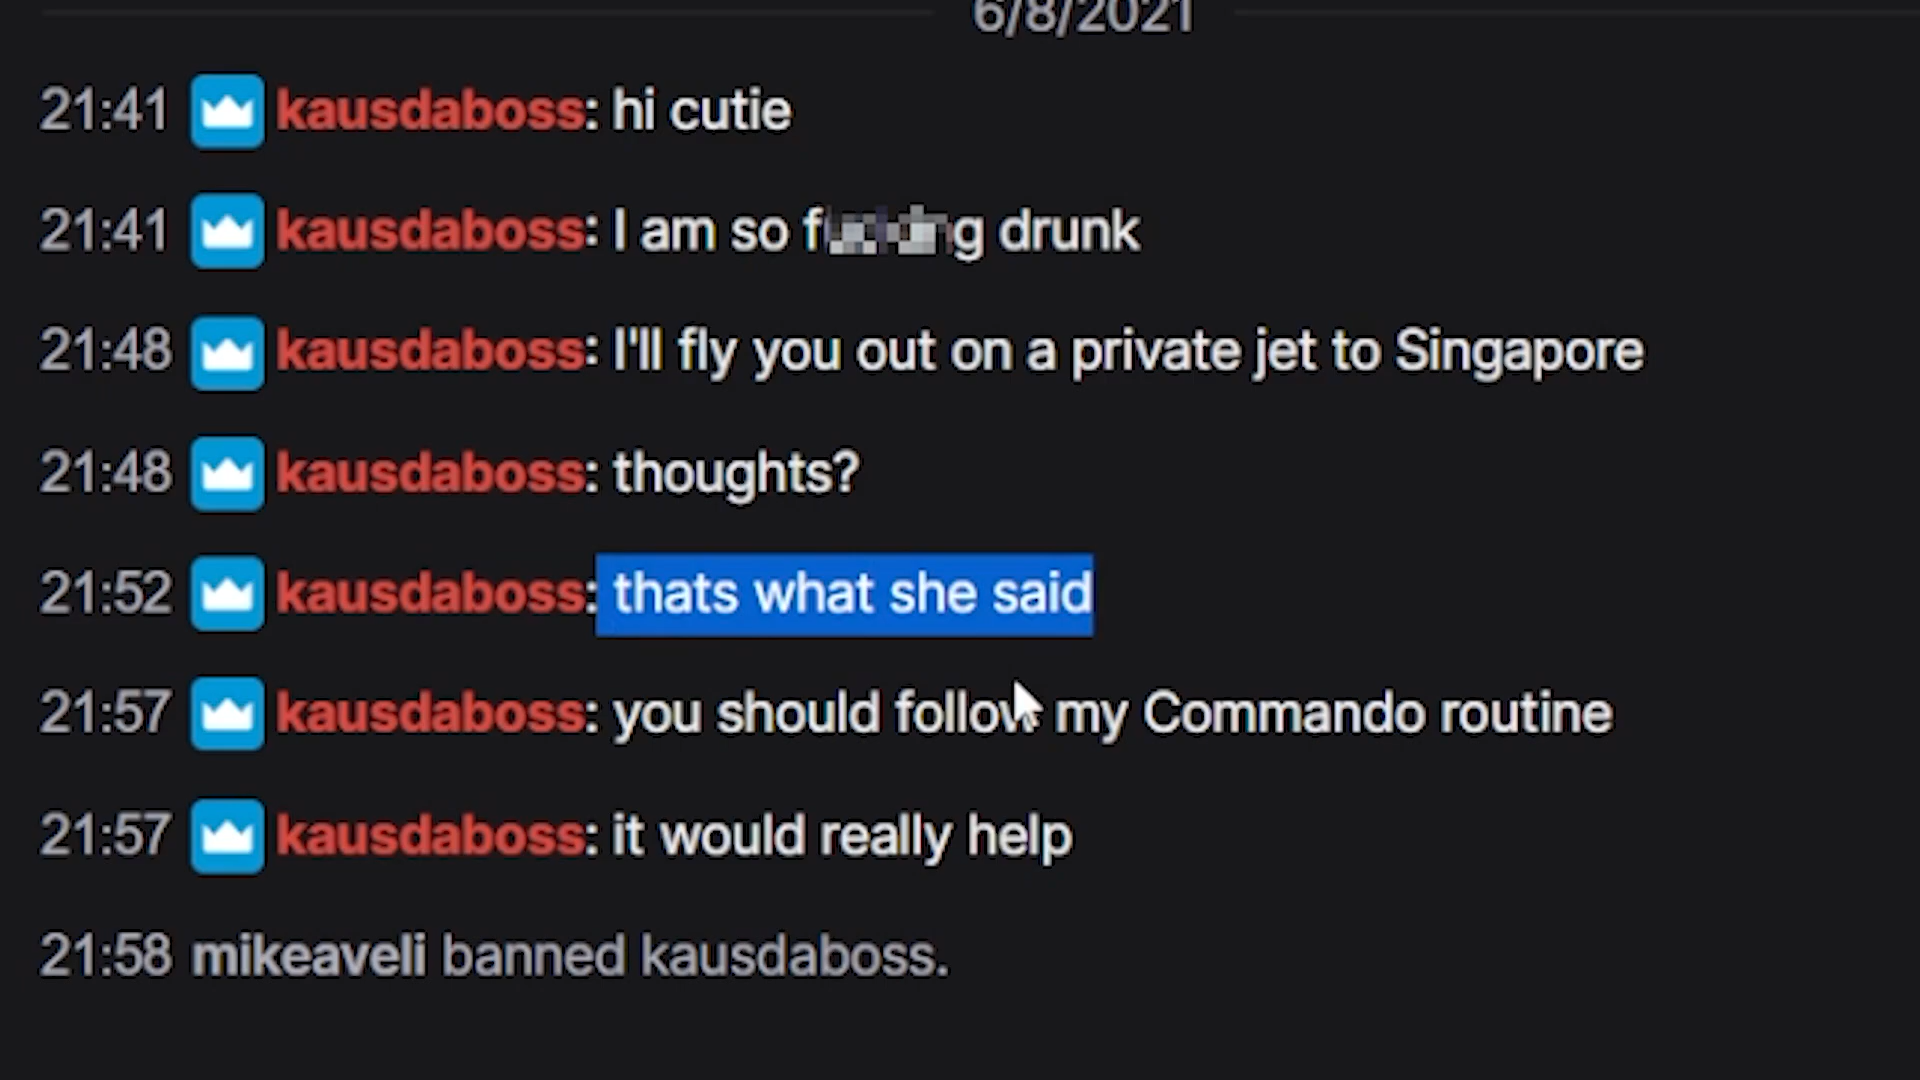 6/8/2021
21:41 kausdaboss: hi cutie
21:41 kausdaboss: I am so drunk
21:48 kausdaboss: I'll fly you out on a private jet to Singapore
21:48 kausdaboss: thoughts?
21:52 kausdaboss: thats what she said
21:57 kausdaboss: you should follow my Commando routine
21:57 kausdaboss: it would really help
21:58 mikeaveli banned kausdaboss.